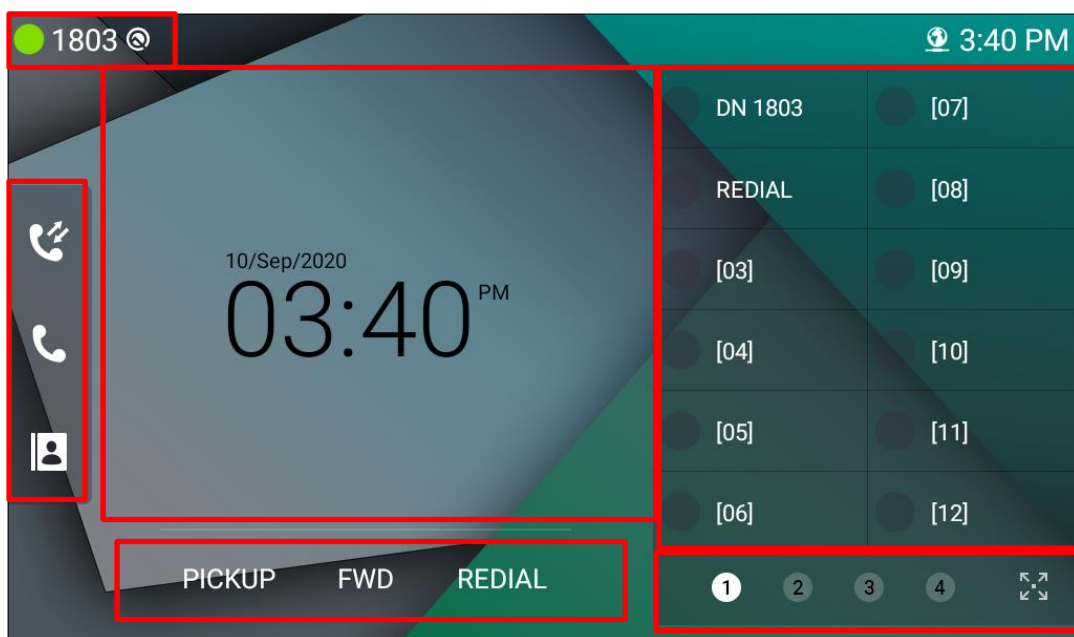 1803
3:40 PM
DN 1803
[07]
REDIAL
[08]
[03]
[09]
[04]
[10]
[05]
[11]
[06]
[12]
10/Sep/2020
03:40 PM
PICKUP FWD REDIAL
1 2 3 4